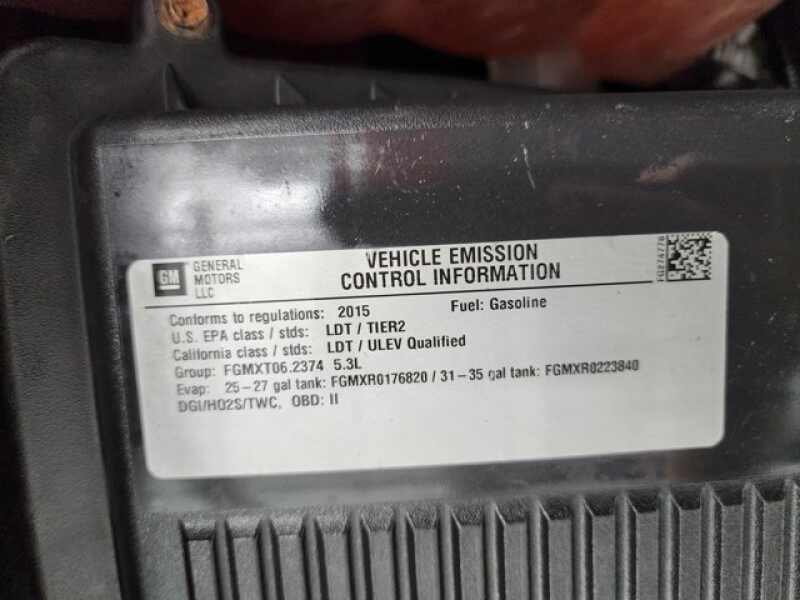 GM
GENERAL
MOTORS
LLC
VEHICLE EMISSION
CONTROL INFORMATION
Conforms to regulations: 2015 Fuel: Gasoline
U.S. EPA class / stds: LDT / TIER2
California class / stds: LDT / ULEV Qualified
Group: FGMXT06.2374 5.3L
Evap: 25-27 gal tank: FGMXR0176820 / 31-35 gal tank: FGMXR0223840
DGI/HO2S/TWC, OBD: II